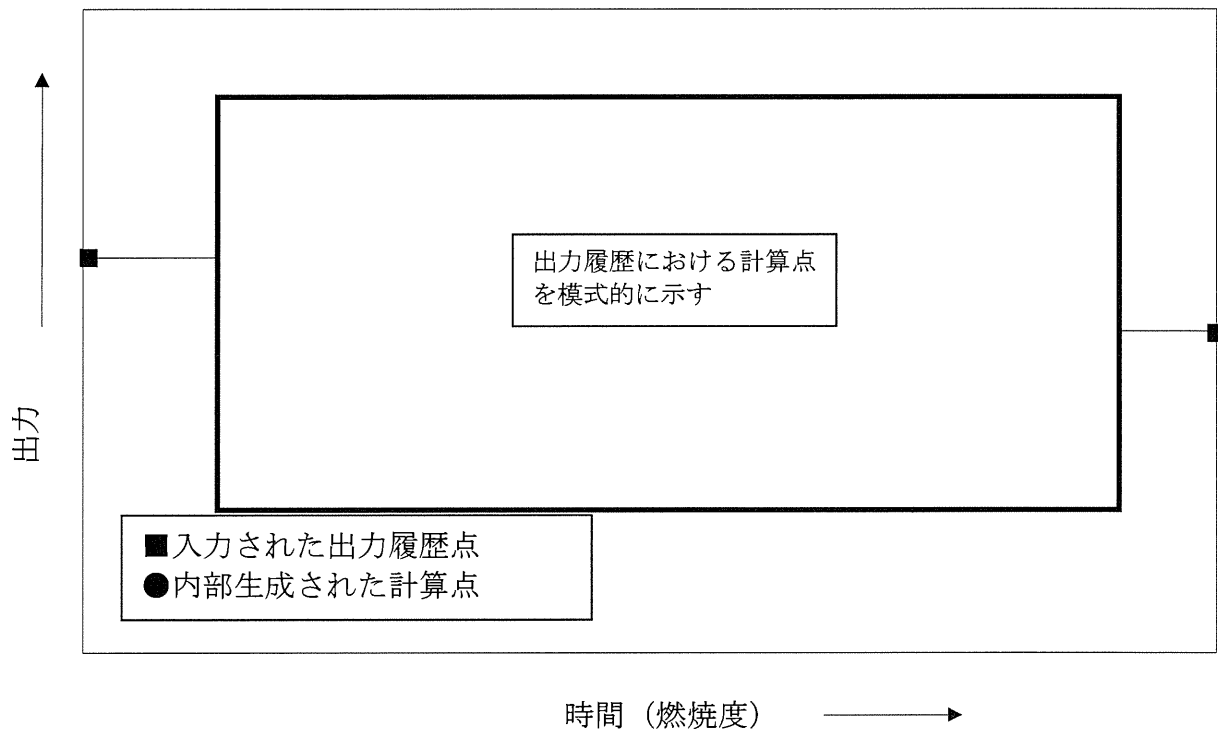 出力履歴における計算点
を模式的に示す
出力
■入力された出力履歴点
●内部生成された計算点
時間（燃焼度）